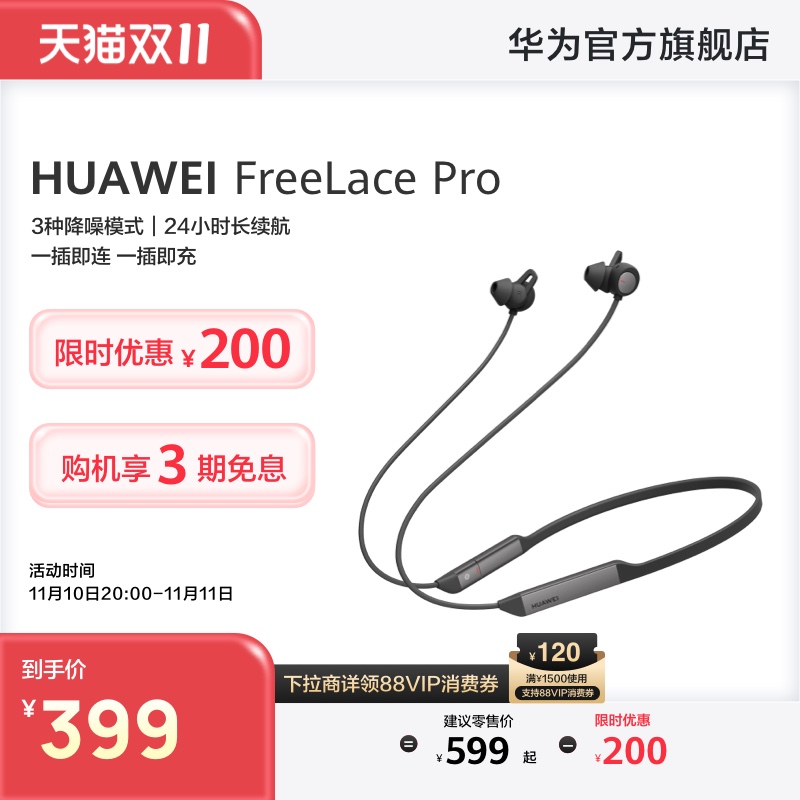 天猫双11
华为官方旗舰店
HUAWEI FreeLace Pro
3种降噪模式｜24小时长续航
一插即连 一插即充
限时优惠 ¥200
购机享 3 期免息
活动时间
11月10日20:00-11月11日
HUAWEI
到手价
¥399
下拉商详领88VIP消费券
¥120
满¥1500使用
支持88VIP消费券
=
建议零售价
¥599 起
−
限时优惠
¥200